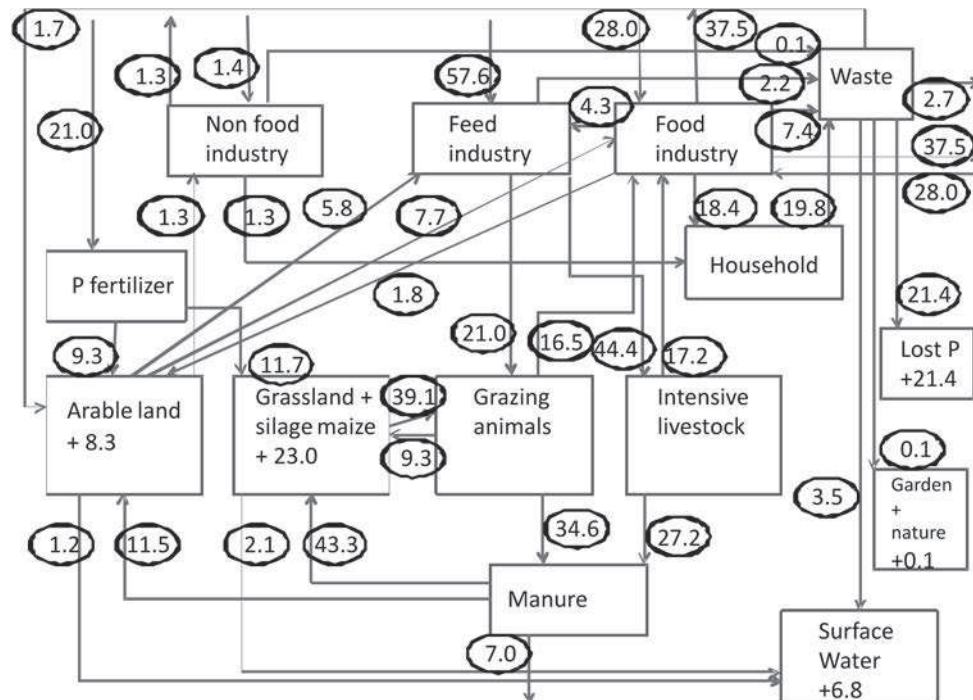 1.7
28.0
37.5
0.1
1.3
1.4
57.6
2.2
Waste
2.7
21.0
Non food
industry
Feed
industry
4.3
Food
industry
7.4
37.5
28.0
1.3
1.3
5.8
7.7
18.4
19.8
P fertilizer
Household
1.8
9.3
11.7
21.0
16.5
44.4
17.2
21.4
Lost P
+21.4
Arable land
+ 8.3
Grassland +
silage maize
+ 23.0
39.1
9.3
Grazing
animals
Intensive
livestock
0.1
Garden
+
nature
+0.1
3.5
1.2
11.5
2.1
43.3
34.6
27.2
Manure
7.0
Surface
Water
+6.8